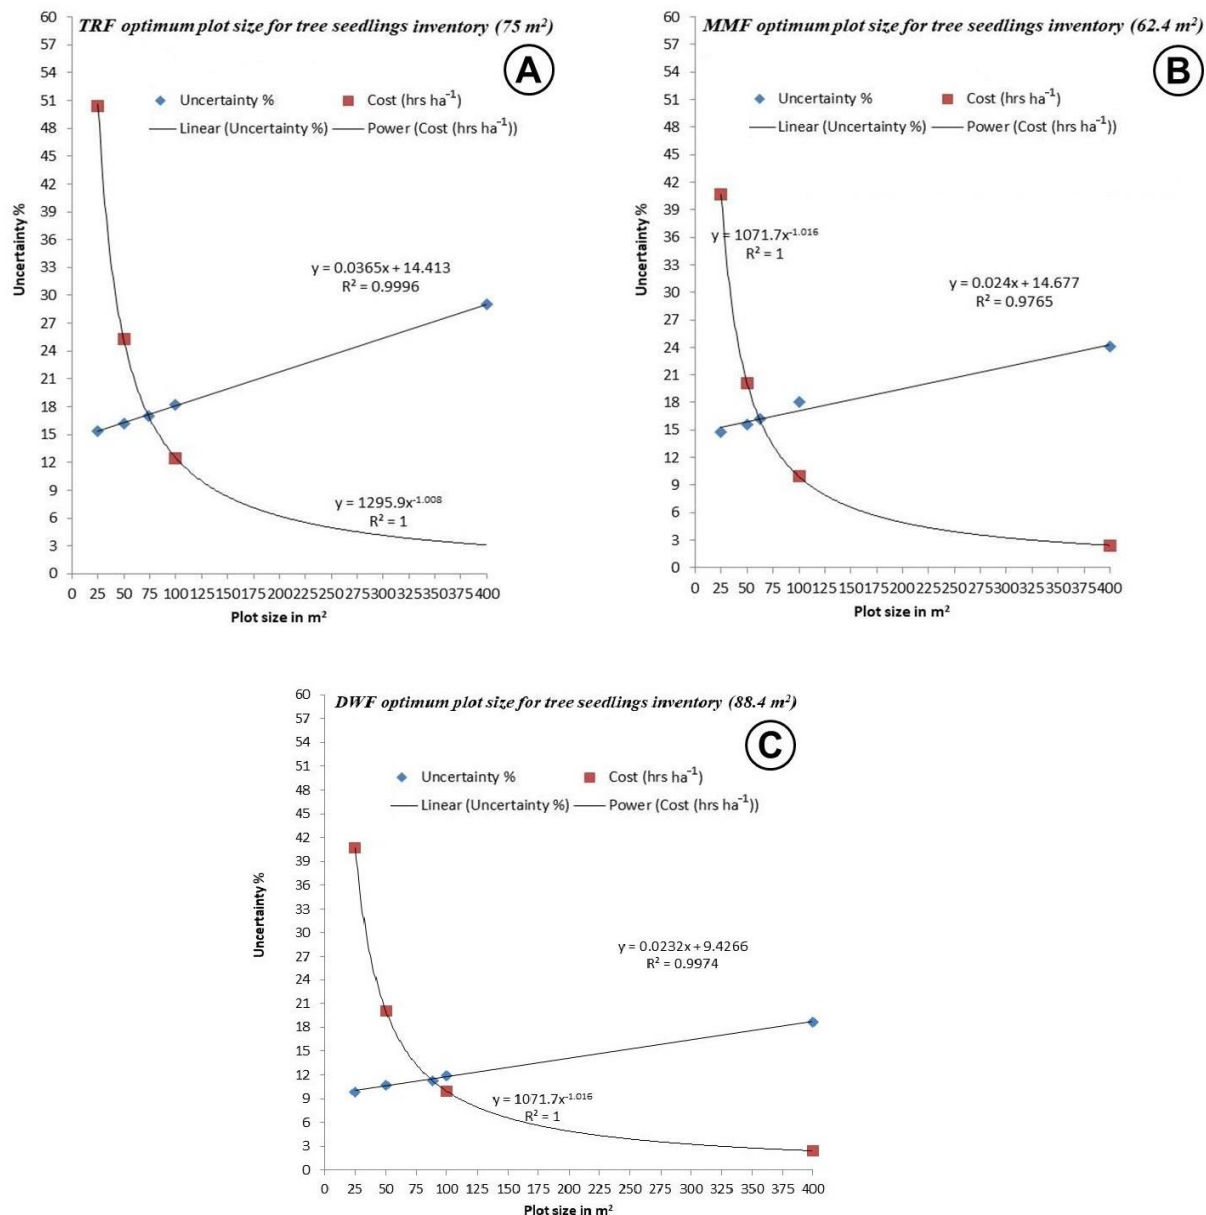 TRF optimum plot size for tree seedlings inventory (75 m²)
A
Uncertainty %
Cost (hrs ha⁻¹)
Linear (Uncertainty %)
Power (Cost (hrs ha⁻¹))
60
57
54
51
48
45
42
39
36
33
30
27
24
21
18
15
12
9
6
3
0
Uncertainty %
y = 0.0365x + 14.413
R² = 0.9996
y = 1295.9x⁻¹·⁰⁰⁸
R² = 1
0 25 50 75 100 125 150 175 200 225 250 275 300 325 350 375 400
Plot size in m²
MMF optimum plot size for tree seedlings inventory (62.4 m²)
B
Uncertainty %
Cost (hrs ha⁻¹)
Linear (Uncertainty %)
Power (Cost (hrs ha⁻¹))
60
57
54
51
48
45
42
39
36
33
30
27
24
21
18
15
12
9
6
3
0
Uncertainty %
y = 1071.7x⁻¹·⁰¹⁶
R² = 1
y = 0.024x + 14.677
R² = 0.9765
0 25 50 75 100 125 150 175 200 225 250 275 300 325 350 375 400
Plot size in m²
DWF optimum plot size for tree seedlings inventory (88.4 m²)
C
Uncertainty %
Cost (hrs ha⁻¹)
Linear (Uncertainty %)
Power (Cost (hrs ha⁻¹))
60
57
54
51
48
45
42
39
36
33
30
27
24
21
18
15
12
9
6
3
0
Uncertainty %
y = 0.0232x + 9.4266
R² = 0.9974
y = 1071.7x⁻¹·⁰¹⁶
R² = 1
0 25 50 75 100 125 150 175 200 225 250 275 300 325 350 375 400
Plot size in m²